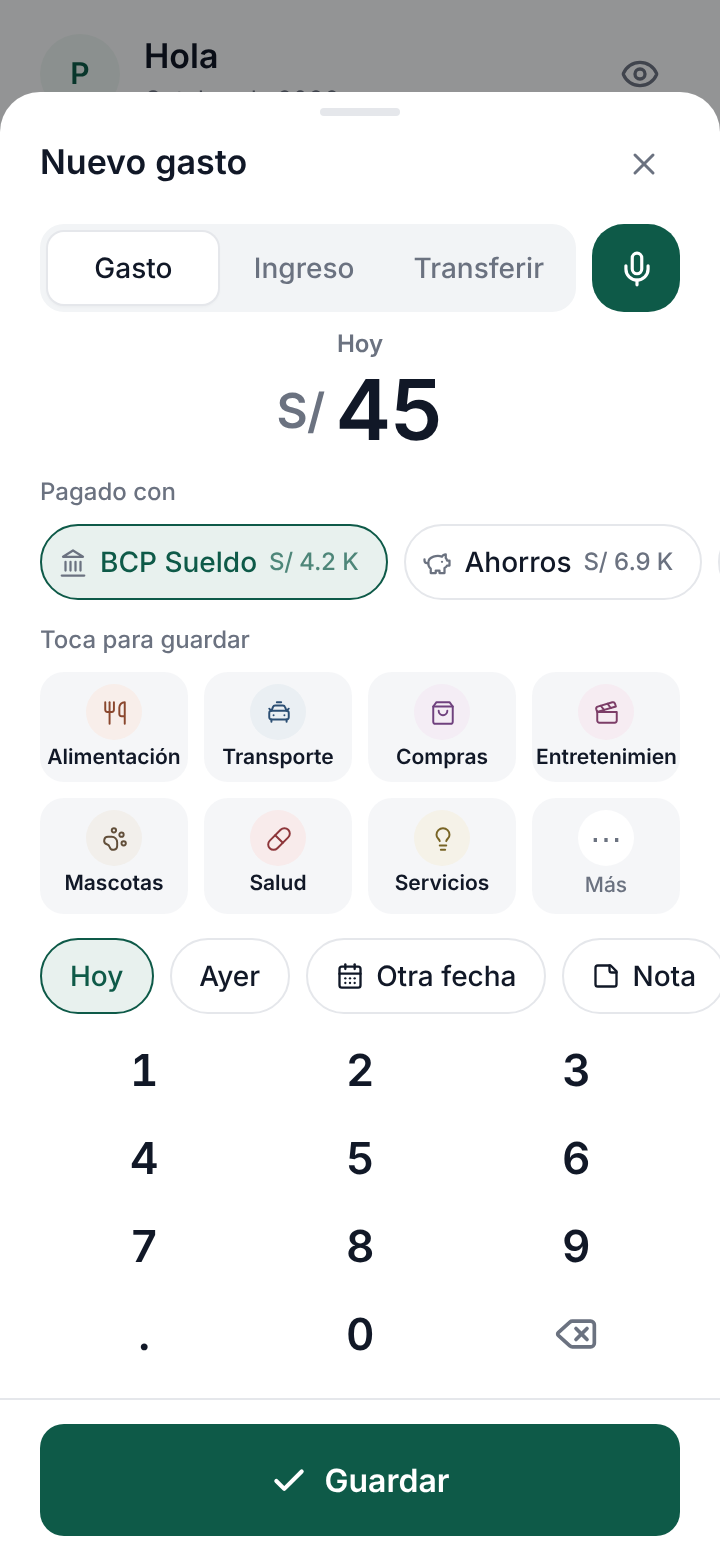 P
Hola
Nuevo gasto
Gasto Ingreso Transferir
Hoy
S/ 45
Pagado con
BCP Sueldo S/ 4.2 K Ahorros S/ 6.9 K
Toca para guardar
Alimentación Transporte Compras Entretenimien
Mascotas Salud Servicios Más
Hoy Ayer Otra fecha Nota
1 2 3
4 5 6
7 8 9
. 0
Guardar